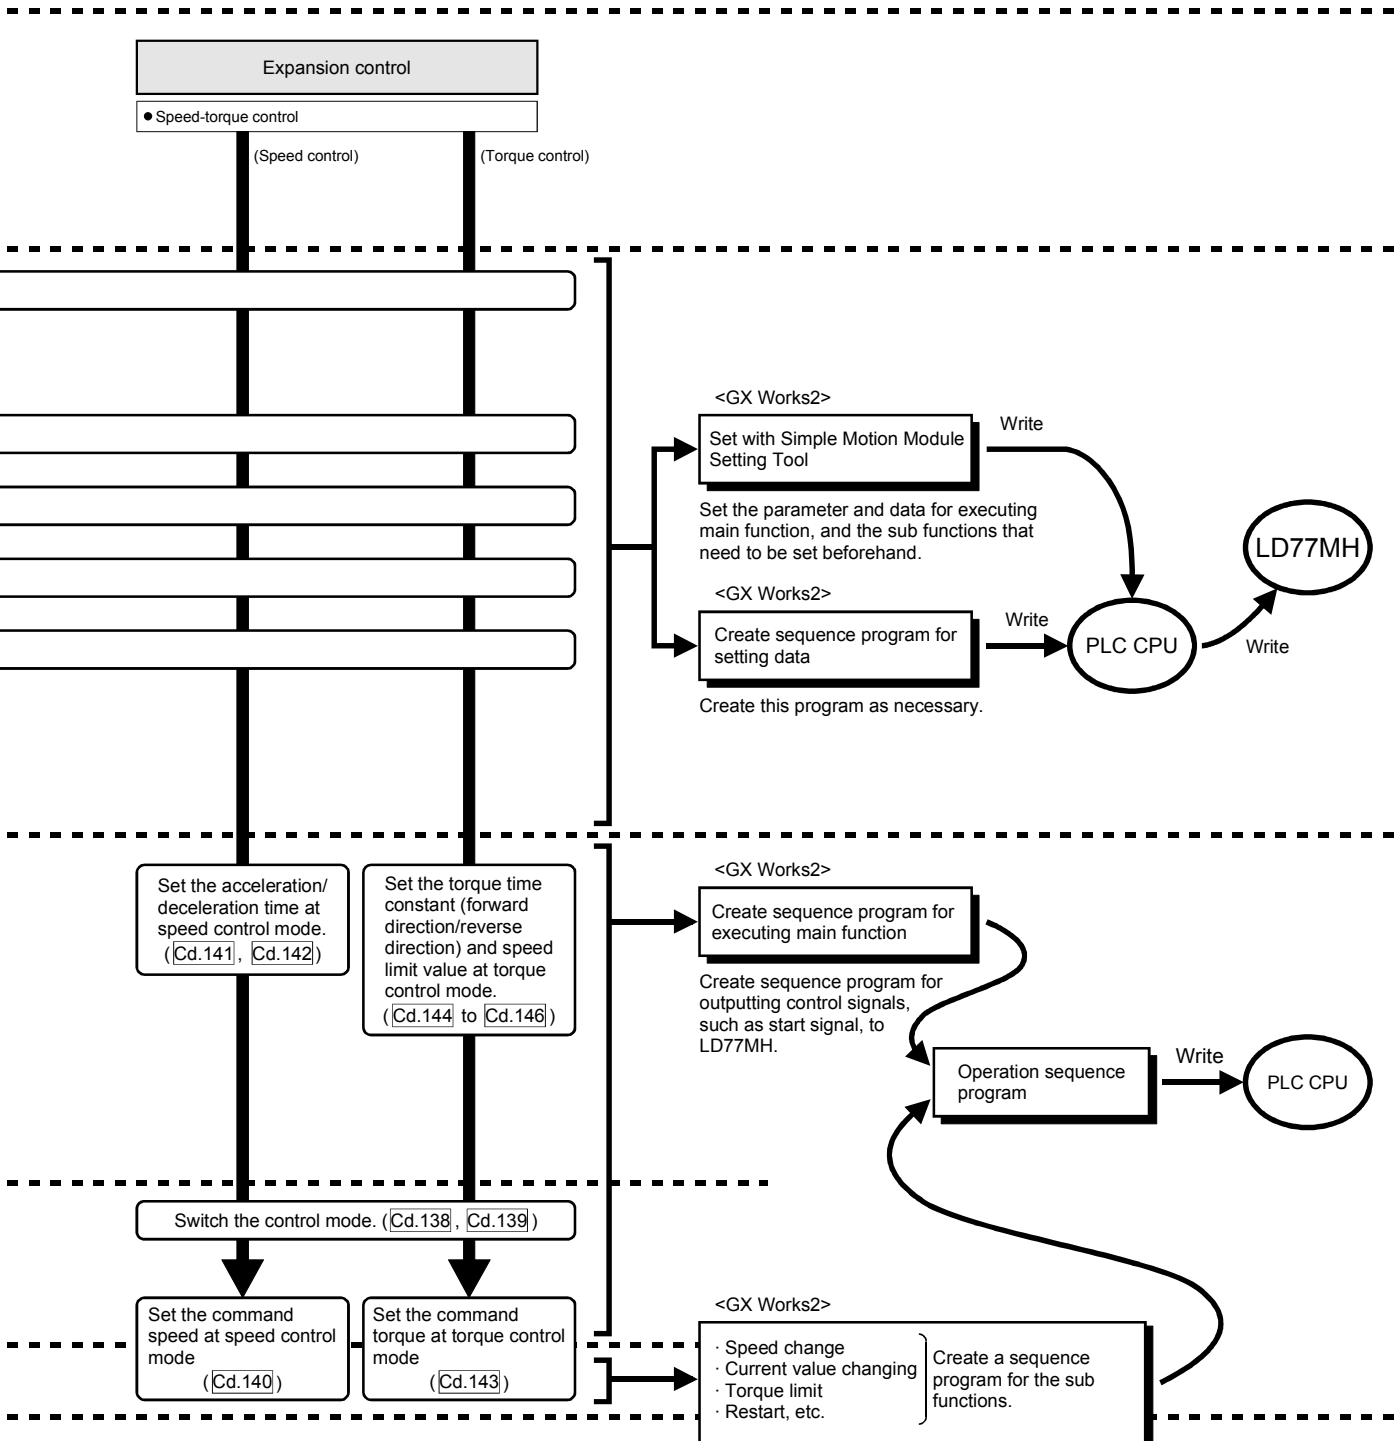 Expansion control
● Speed-torque control
(Speed control)
(Torque control)
<GX Works2>
Set with Simple Motion Module
Setting Tool
Write
Set the parameter and data for executing
main function, and the sub functions that
need to be set beforehand.
LD77MH
<GX Works2>
Create sequence program for
setting data
Write
PLC CPU
Write
Create this program as necessary.
Set the acceleration/
deceleration time at
speed control mode.
(Cd.141, Cd.142)
Set the torque time
constant (forward
direction/reverse
direction) and speed
limit value at torque
control mode.
(Cd.144 to Cd.146)
<GX Works2>
Create sequence program for
executing main function
Create sequence program for
outputting control signals,
such as start signal, to
LD77MH.
Operation sequence
program
Write
PLC CPU
Switch the control mode. (Cd.138, Cd.139)
Set the command
speed at speed control
mode
(Cd.140)
Set the command
torque at torque control
mode
(Cd.143)
<GX Works2>
· Speed change
· Current value changing
· Torque limit
· Restart, etc.
Create a sequence
program for the sub
functions.